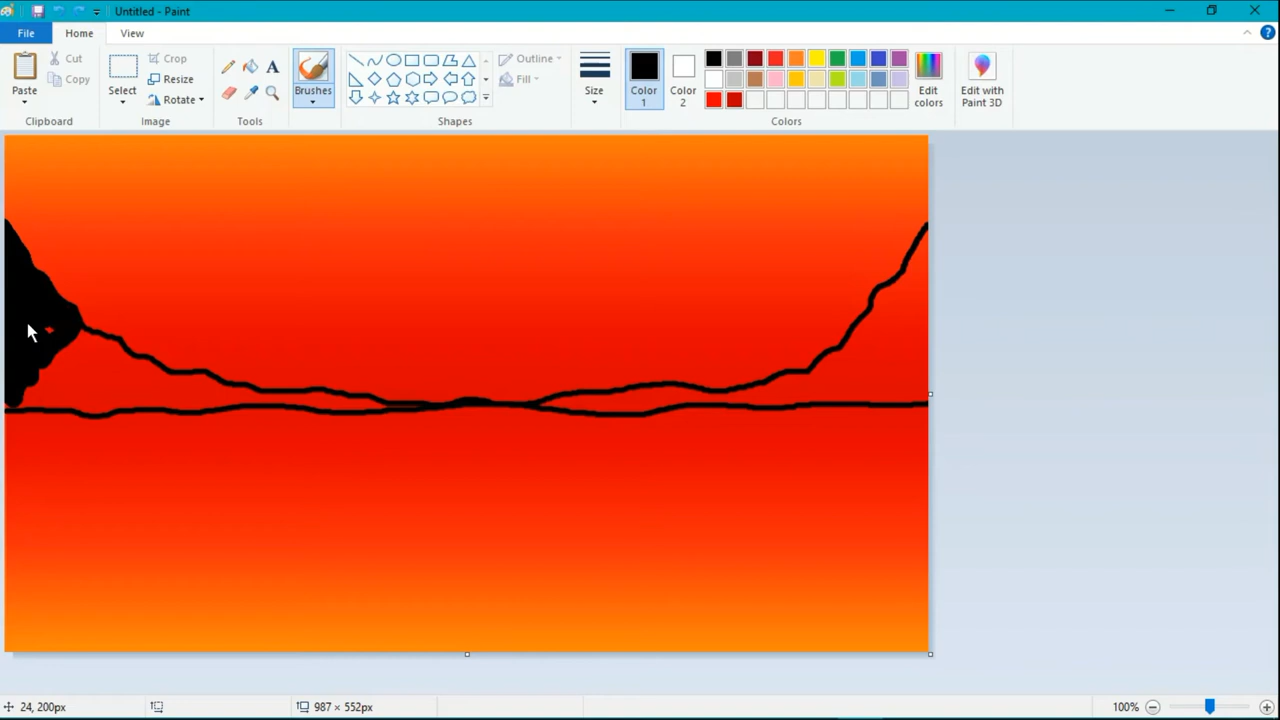 Untitled - Paint
File
Home
View
Paste
Cut
Copy
Clipboard
Select
Crop
Resize
Rotate
Image
A
Tools
Brushes
Outline
Fill
Shapes
Size
Color 1
Color 2
Edit colors
Colors
Edit with Paint 3D
24, 200px
987 × 552px
100%